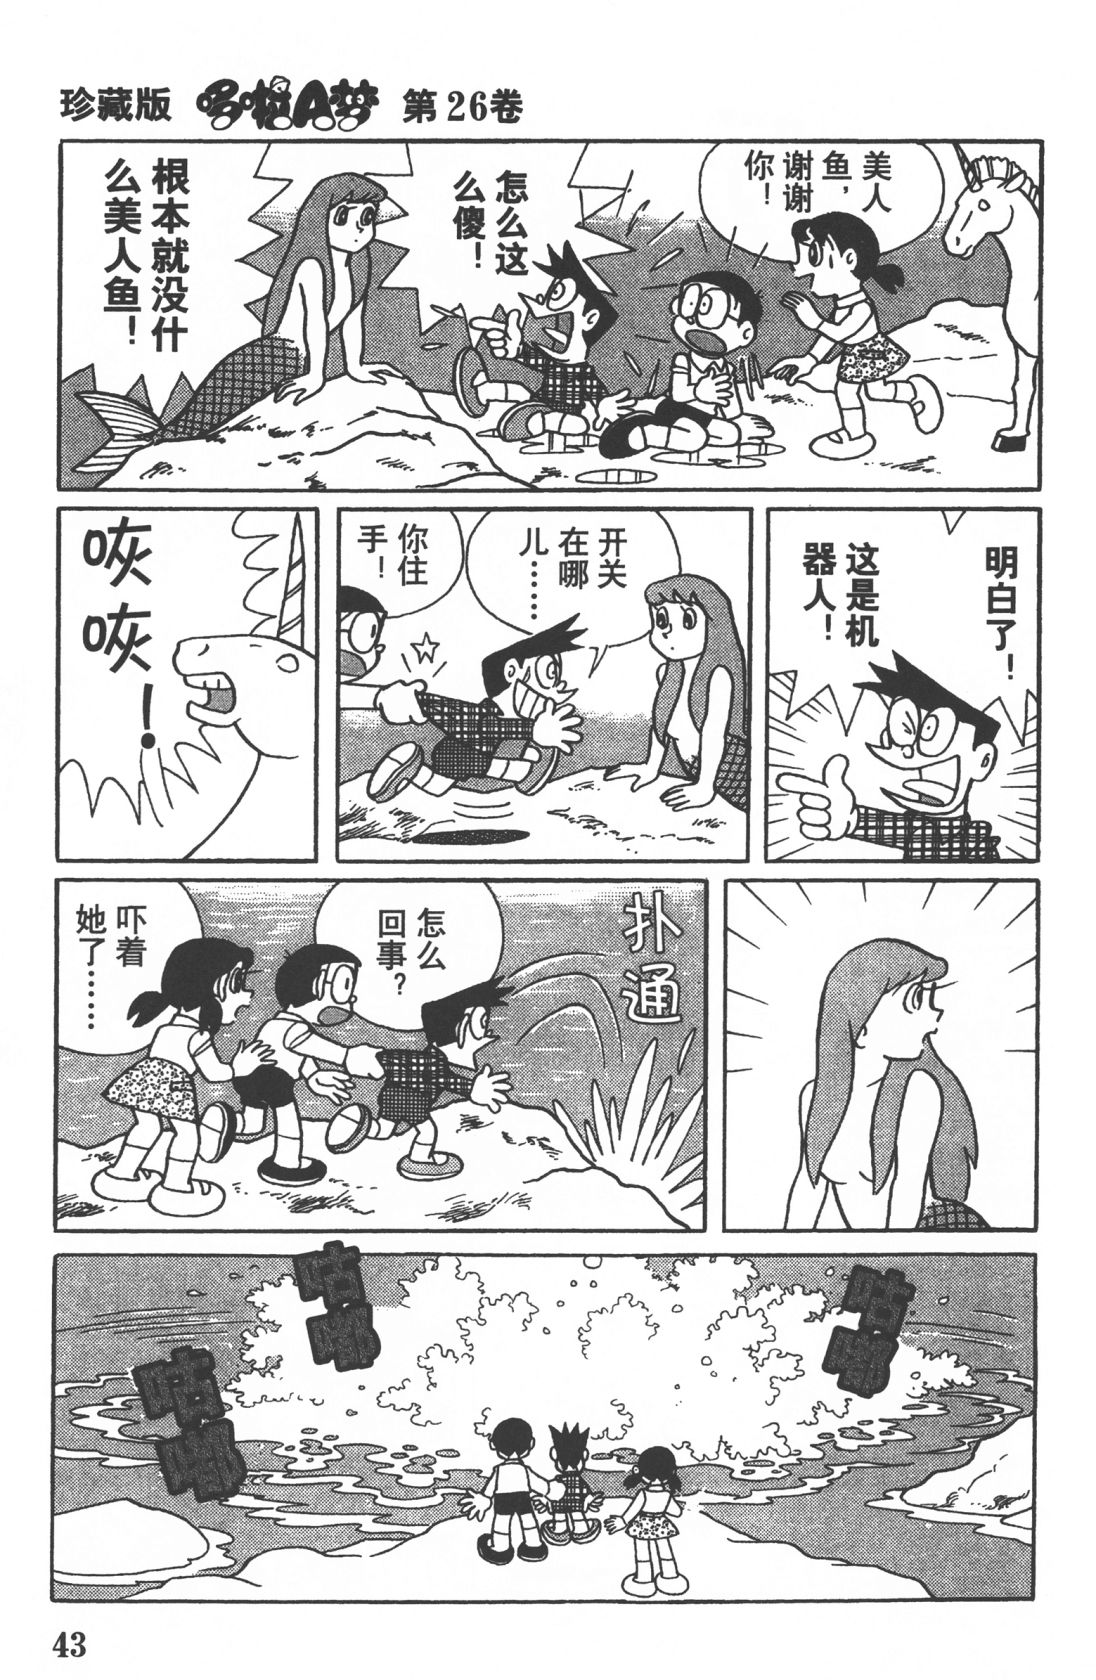 珍藏版 哆啦A梦 第26卷
美人
鱼，
谢谢
你！
怎么这
么傻！
根本就没什
么美人鱼！
明白了！
这是机
器人！
开关
在哪
儿……
你住
手！
咴咴！
扑通
怎么
回事？
吓着
她了……
咕嘟
咕嘟
咕嘟
43